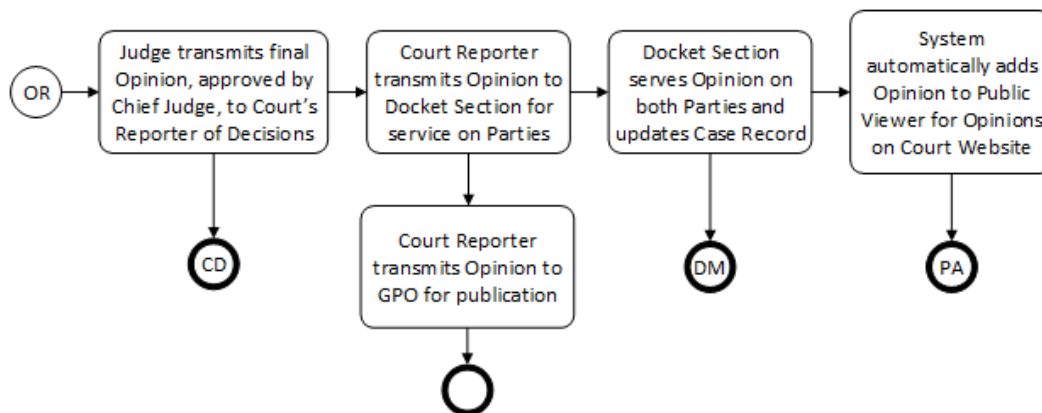 OR
Judge transmits final
Opinion, approved by
Chief Judge, to Court's
Reporter of Decisions
Court Reporter
transmits Opinion to
Docket Section for
service on Parties
Docket Section
serves Opinion on
both Parties and
updates Case Record
System
automatically adds
Opinion to Public
Viewer for Opinions
on Court Website
CD
Court Reporter
transmits Opinion to
GPO for publication
DM
PA